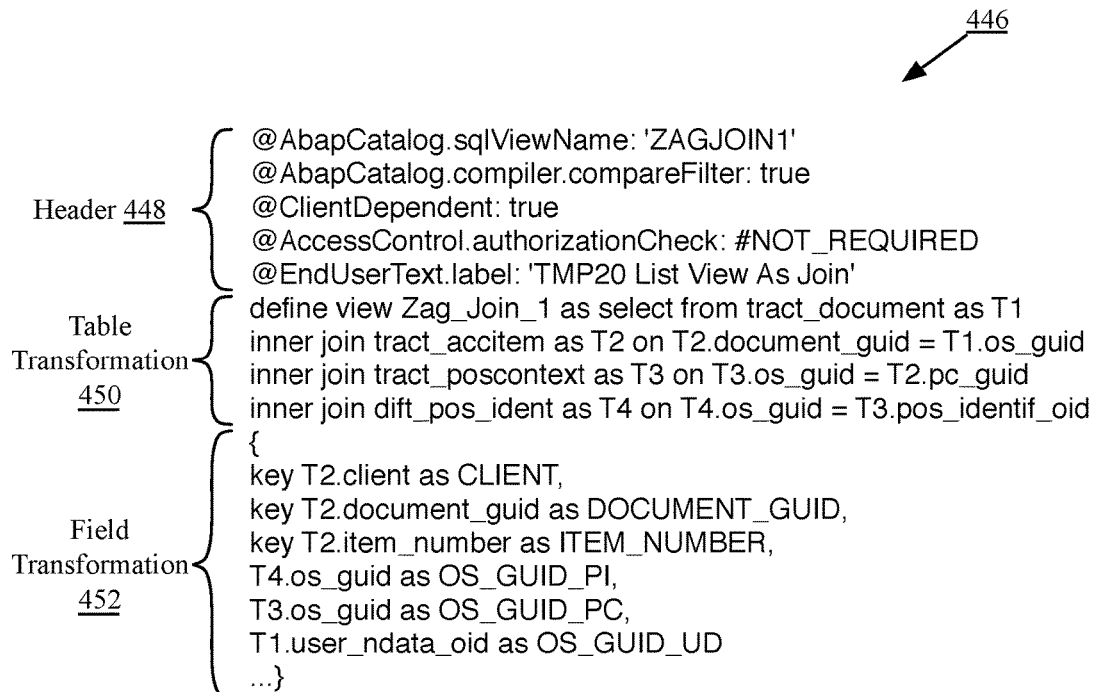 446
@AbapCatalog.sqlViewName: 'ZAGJOIN1'
@AbapCatalog.compiler.compareFilter: true
Header 448
@ClientDependent: true
@AccessControl.authorizationCheck: #NOT_REQUIRED
@EndUserText.label: 'TMP20 List View As Join'
Table
Transformation
450
define view Zag_Join_1 as select from tract_document as T1
inner join tract_accitem as T2 on T2.document_guid = T1.os_guid
inner join tract_poscontext as T3 on T3.os_guid = T2.pc_guid
inner join dift_pos_ident as T4 on T4.os_guid = T3.pos_identif_oid
Field
Transformation
452
{
key T2.client as CLIENT,
key T2.document_guid as DOCUMENT_GUID,
key T2.item_number as ITEM_NUMBER,
T4.os_guid as OS_GUID_PI,
T3.os_guid as OS_GUID_PC,
T1.user_ndata_oid as OS_GUID_UD
...}